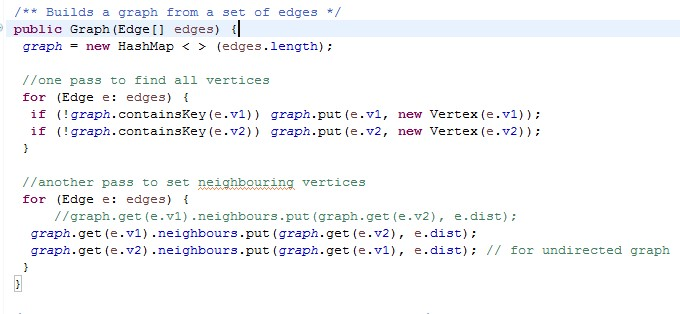 /** Builds a graph from a set of edges */
public Graph(Edge[] edges) {
graph = new HashMap < > (edges.length);
//one pass to find all vertices
for (Edge e: edges) {
if (!graph.containsKey(e.v1)) graph.put(e.v1, new Vertex(e.v1));
if (!graph.containsKey(e.v2)) graph.put(e.v2, new Vertex(e.v2));
}
//another pass to set neighbouring vertices
for (Edge e: edges) {
//graph.get(e.v1).neighbours.put(graph.get(e.v2), e.dist);
graph.get(e.v1).neighbours.put(graph.get(e.v2), e.dist);
graph.get(e.v2).neighbours.put(graph.get(e.v1), e.dist); // for undirected graph
}
}